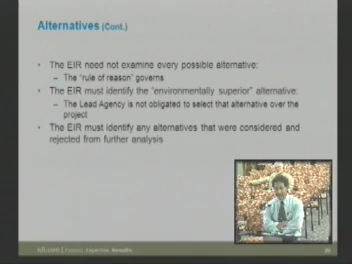 Alternatives (Cont.)
• The EIR need not examine every possible alternative:
– The "rule of reason" governs
• The EIR must identify the "environmentally superior" alternative:
– The Lead Agency is not obligated to select that alternative over the
project
• The EIR must identify any alternatives that were considered and
rejected from further analysis
icfi.com |